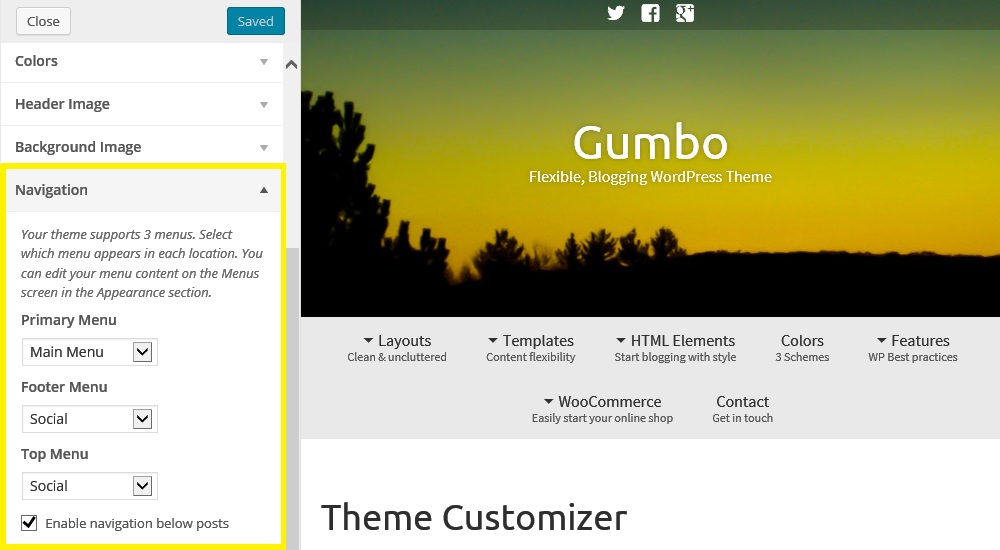 Close
Saved
Colors
Header Image
Background Image
Navigation
Your theme supports 3 menus. Select
which menu appears in each location. You
can edit your menu content on the Menus
screen in the Appearance section.
Primary Menu
Main Menu
Footer Menu
Social
Top Menu
Social
Enable navigation below posts
Gumbo
Flexible, Blogging WordPress Theme
Layouts
Clean & uncluttered
Templates
Content flexibility
HTML Elements
Start blogging with style
Colors
3 Schemes
Features
WP Best practices
WooCommerce
Easily start your online shop
Contact
Get in touch
Theme Customizer